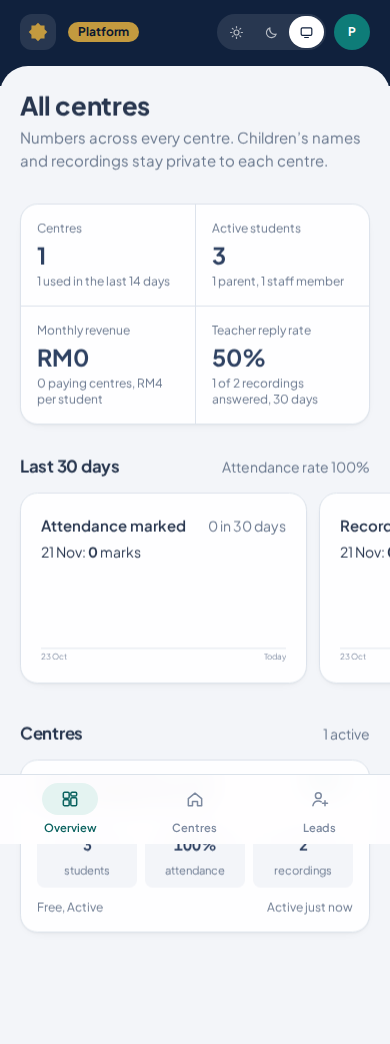 Platform
P
All centres
Numbers across every centre. Children's names
and recordings stay private to each centre.
Centres
1
1 used in the last 14 days
Active students
3
1 parent, 1 staff member
Monthly revenue
RM0
0 paying centres, RM4
per student
Teacher reply rate
50%
1 of 2 recordings
answered, 30 days
Last 30 days
Attendance rate 100%
Attendance marked
0 in 30 days
21 Nov: 0 marks
23 Oct
Today
21 Nov:
23 Oct
Centres
1 active
Overview
Centres
Leads
3
students
100%
attendance
2
recordings
Free, Active
Active just now